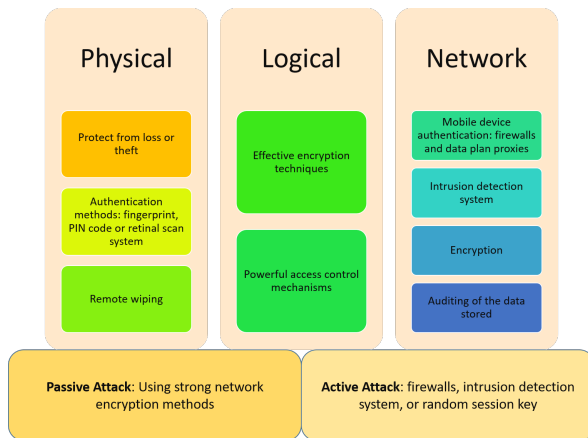 Physical
Protect from loss or
theft
Authentication
methods: fingerprint,
PIN code or retinal scan
system
Remote wiping
Logical
Effective encryption
techniques
Powerful access control
mechanisms
Network
Mobile device
authentication: firewalls
and data plan proxies
Intrusion detection
system
Encryption
Auditing of the data
stored
Passive Attack: Using strong network
encryption methods
Active Attack: firewalls, intrusion detection
system, or random session key